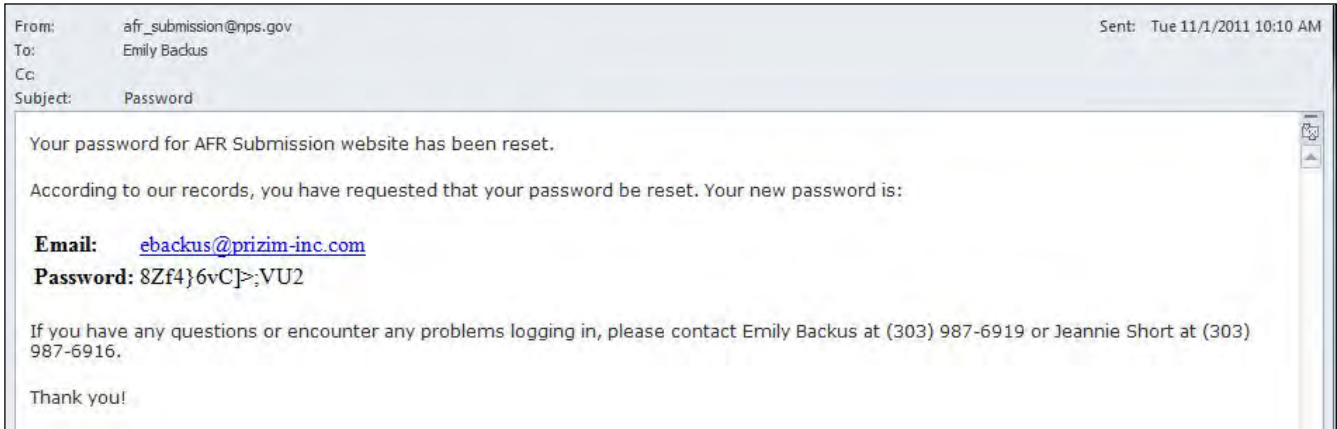 From: afr_submission@nps.gov Sent: Tue 11/1/2011 10:10 AM
To: Emily Backus
Cc:
Subject: Password
Your password for AFR Submission website has been reset.
According to our records, you have requested that your password be reset. Your new password is:
Email: ebackus@prizim-inc.com
Password: 8Zf4}6vC]>;VU2
If you have any questions or encounter any problems logging in, please contact Emily Backus at (303) 987-6919 or Jeannie Short at (303)
987-6916.
Thank you!